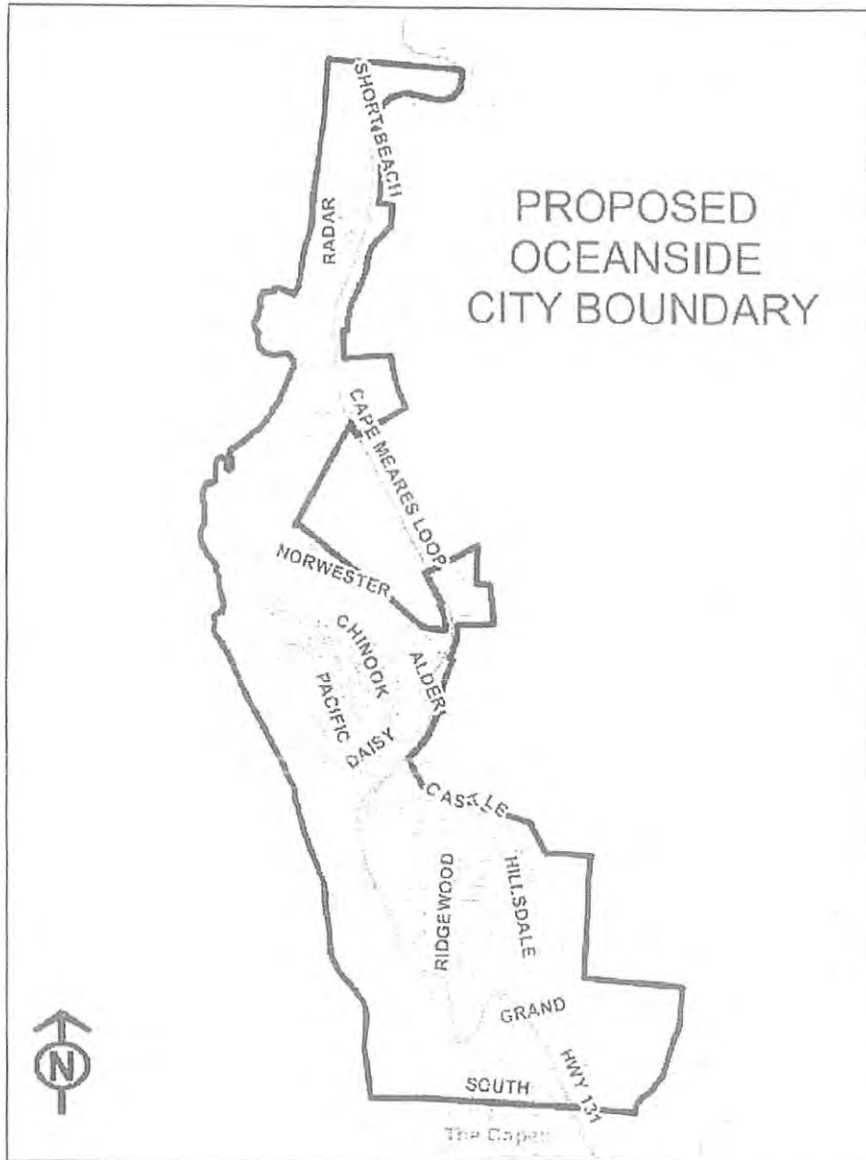 SHORT BEACH
RADAR
PROPOSED
OCEANSIDE
CITY BOUNDARY
CAPE MEARES LOOP
NORWESTER
CHINOOK
ALDER
PACIFIC
DAISY
CASTLE
RIDGEWOOD
HILLSDALE
GRAND
HWY 131
SOUTH
The Capes
N